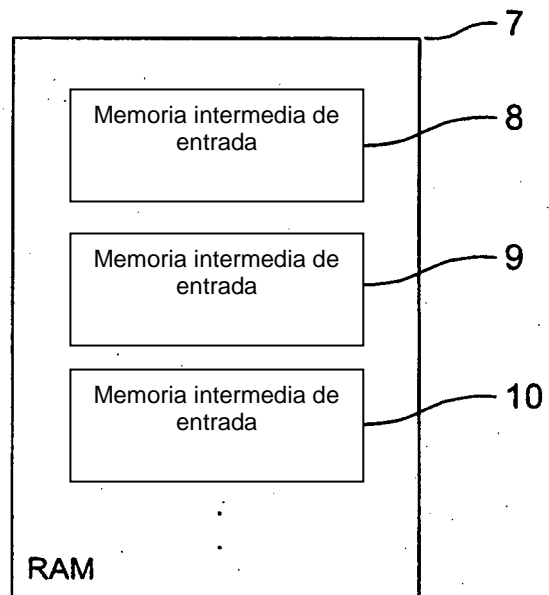 7
Memoria intermedia de
entrada
8
Memoria intermedia de
entrada
9
Memoria intermedia de
entrada
10
RAM